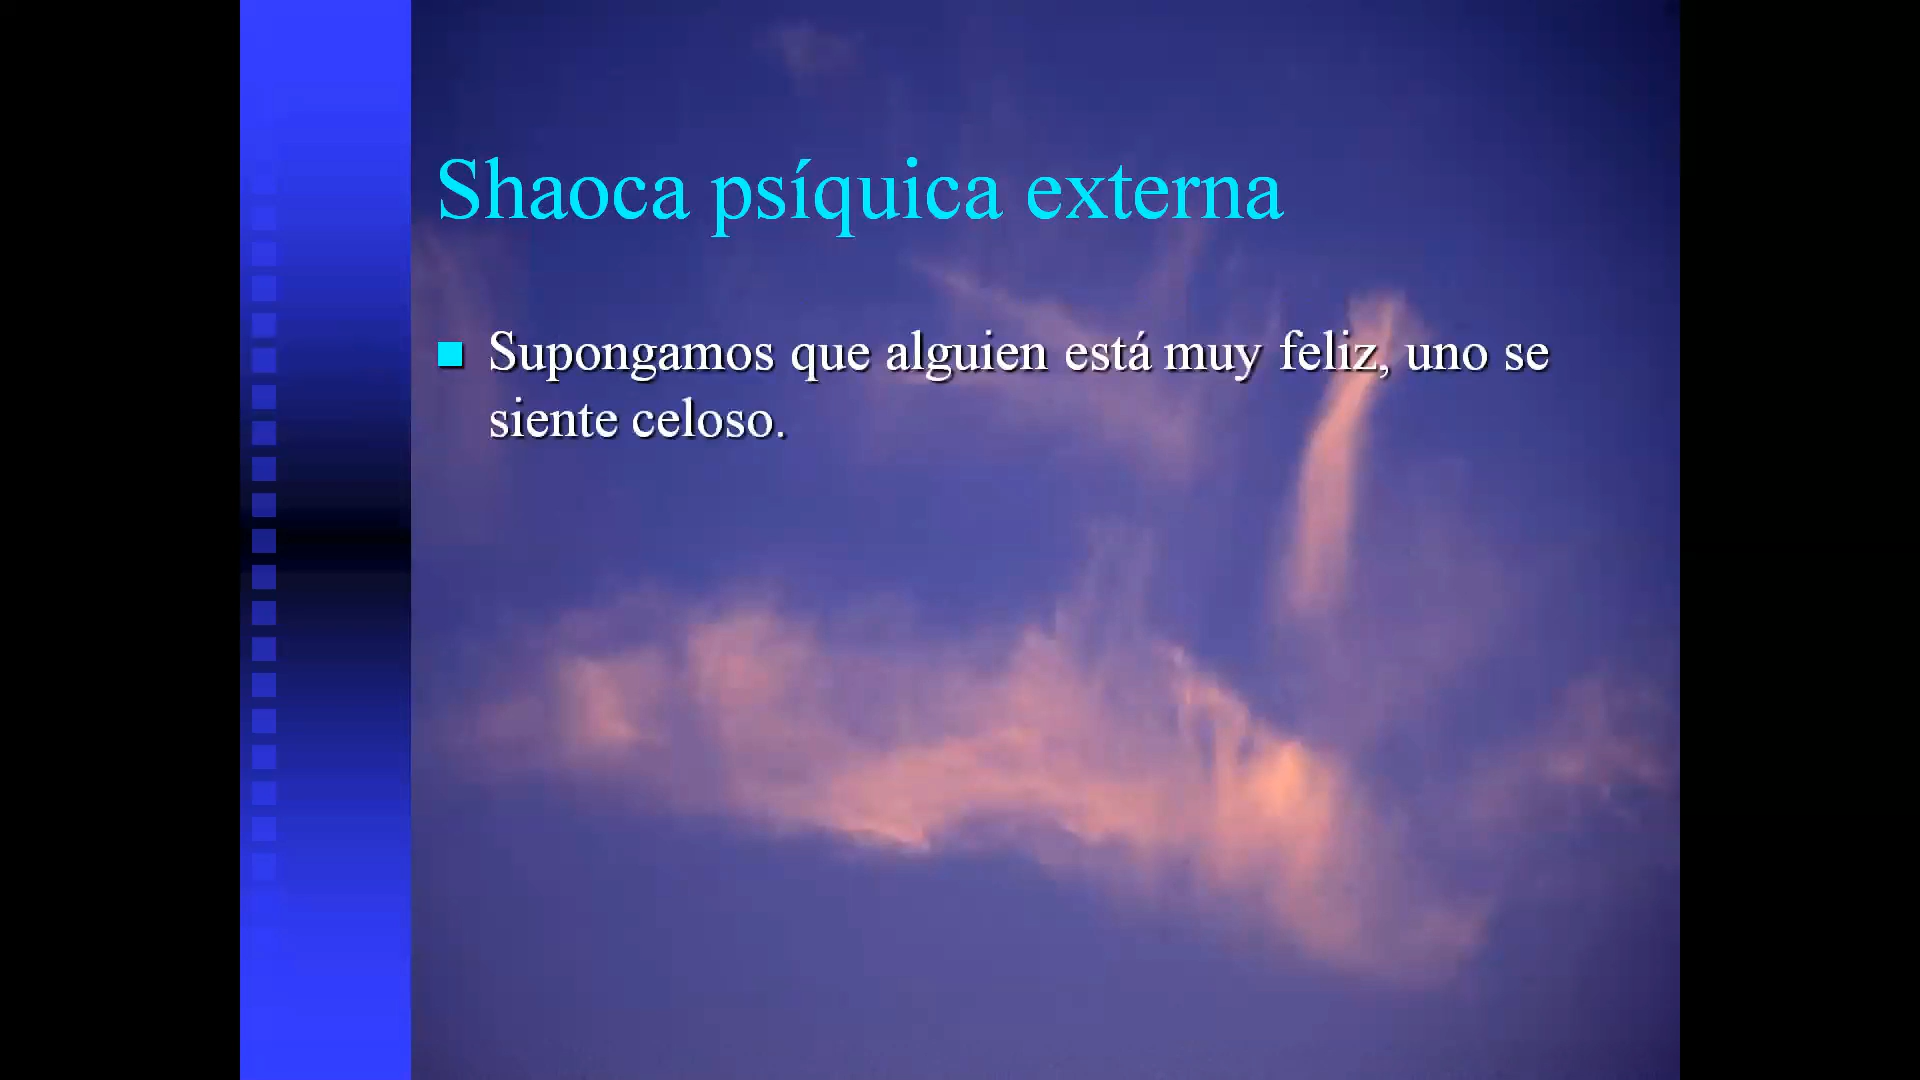 Shaoca psíquica externa
Supongamos que alguien está muy feliz, uno se
siente celoso.